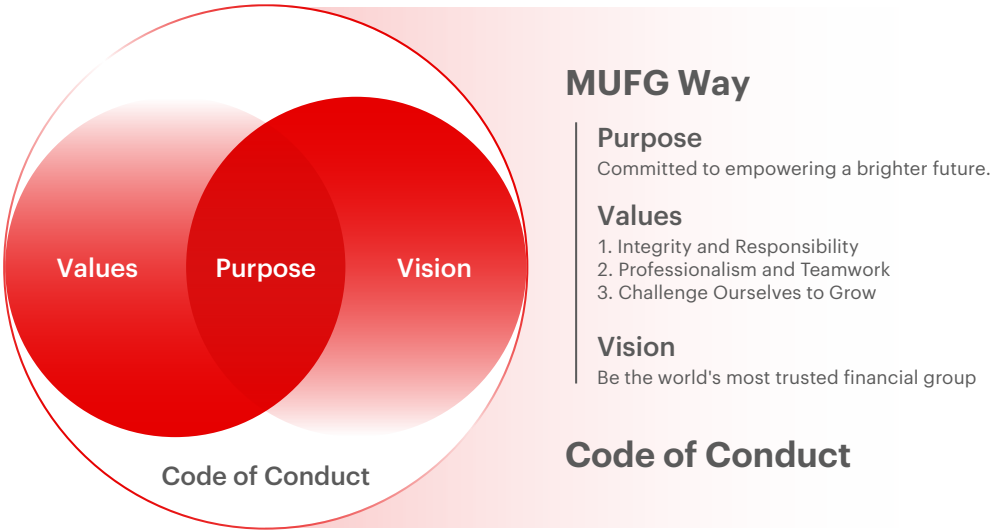 Values
Purpose
Vision
Code of Conduct
MUFG Way
Purpose
Committed to empowering a brighter future.
Values
1. Integrity and Responsibility
2. Professionalism and Teamwork
3. Challenge Ourselves to Grow
Vision
Be the world's most trusted financial group
Code of Conduct